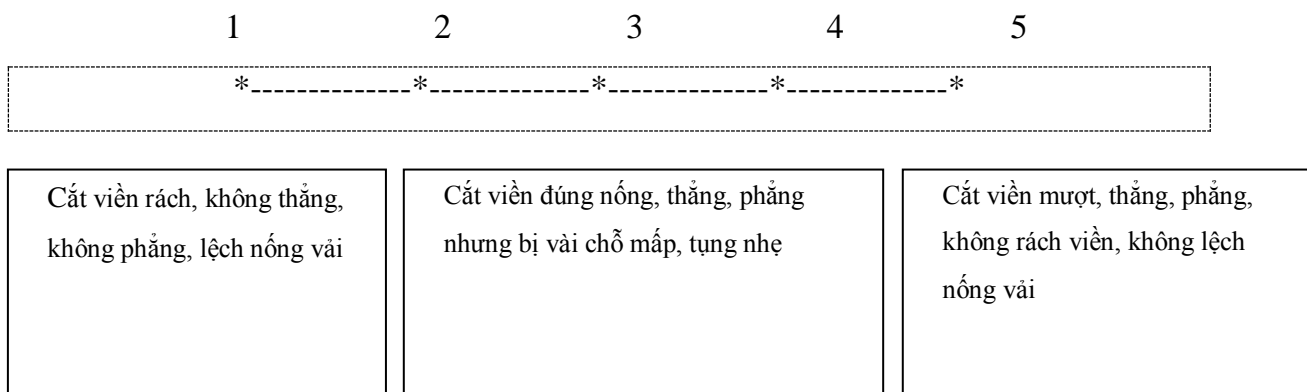 1 2 3 4 5
*--------------*--------------*--------------*--------------*
Cắt viền rách, không thẳng,
không phẳng, lệch nống vải
Cắt viền đúng nống, thẳng, phẳng
nhưng bị vài chỗ mấp, tụng nhẹ
Cắt viền mượt, thẳng, phẳng,
không rách viền, không lệch
nống vải